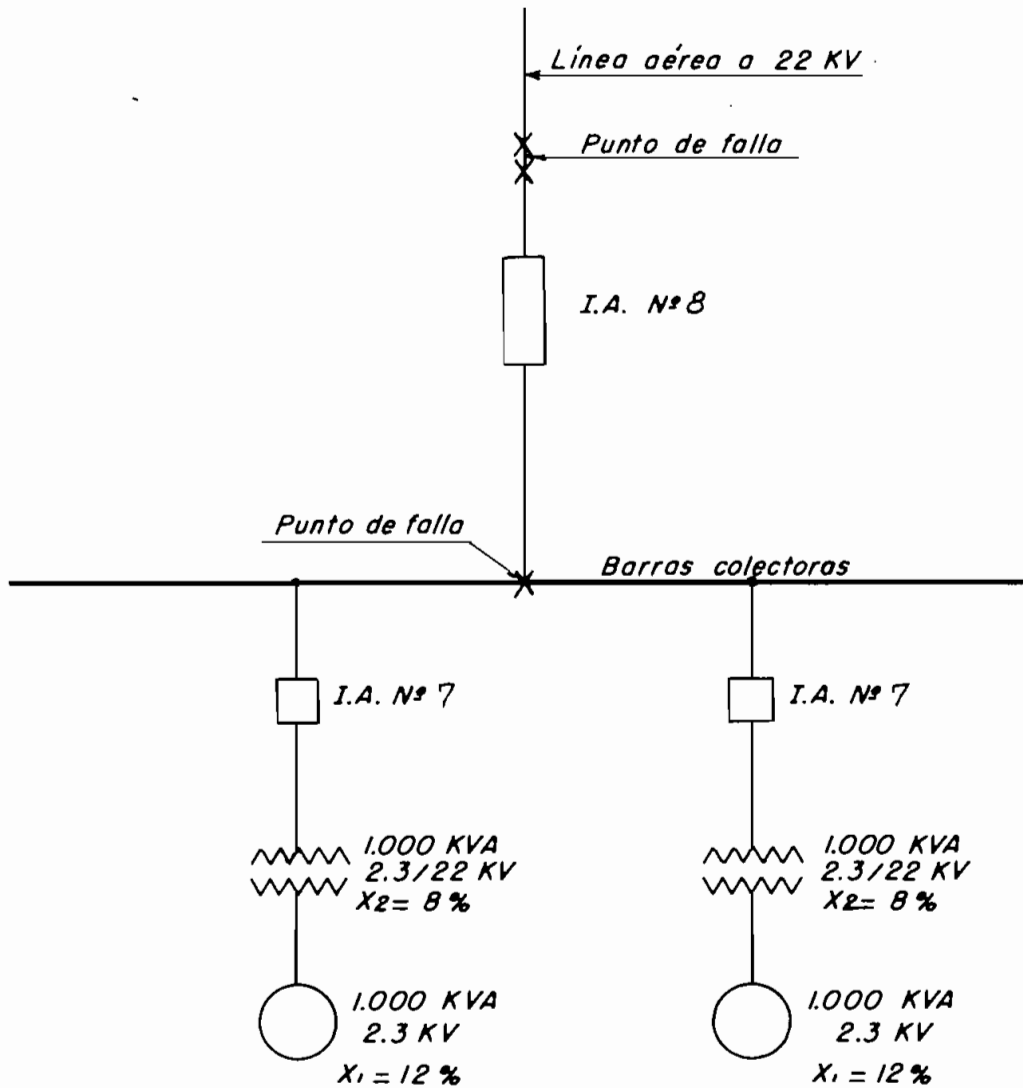 Línea aérea a 22 KV
Punto de falla
I.A. Nº 8
Punto de falla
Barras colectoras
I.A. Nº 7
I.A. Nº 7
1.000 KVA
2.3/22 KV
X2= 8 %
1.000 KVA
2.3/22 KV
X2= 8 %
1.000 KVA
2.3 KV
X1 = 12 %
1.000 KVA
2.3 KV
X1 = 12 %